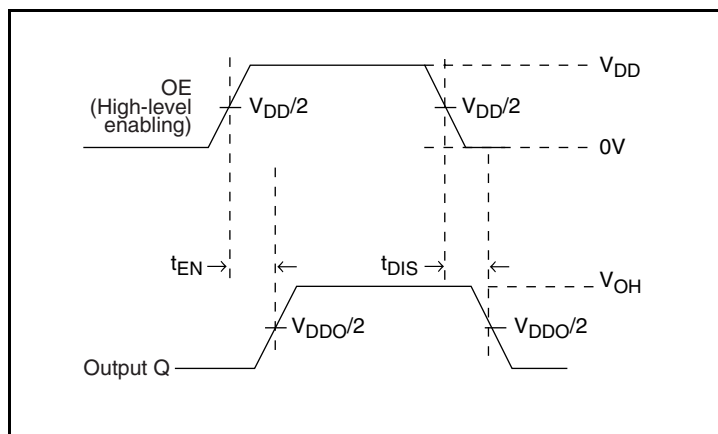 V_DD
OE
(High-level
enabling)
V_DD/2
V_DD/2
0V
t_EN
t_DIS
V_OH
V_DDO/2
V_DDO/2
Output Q